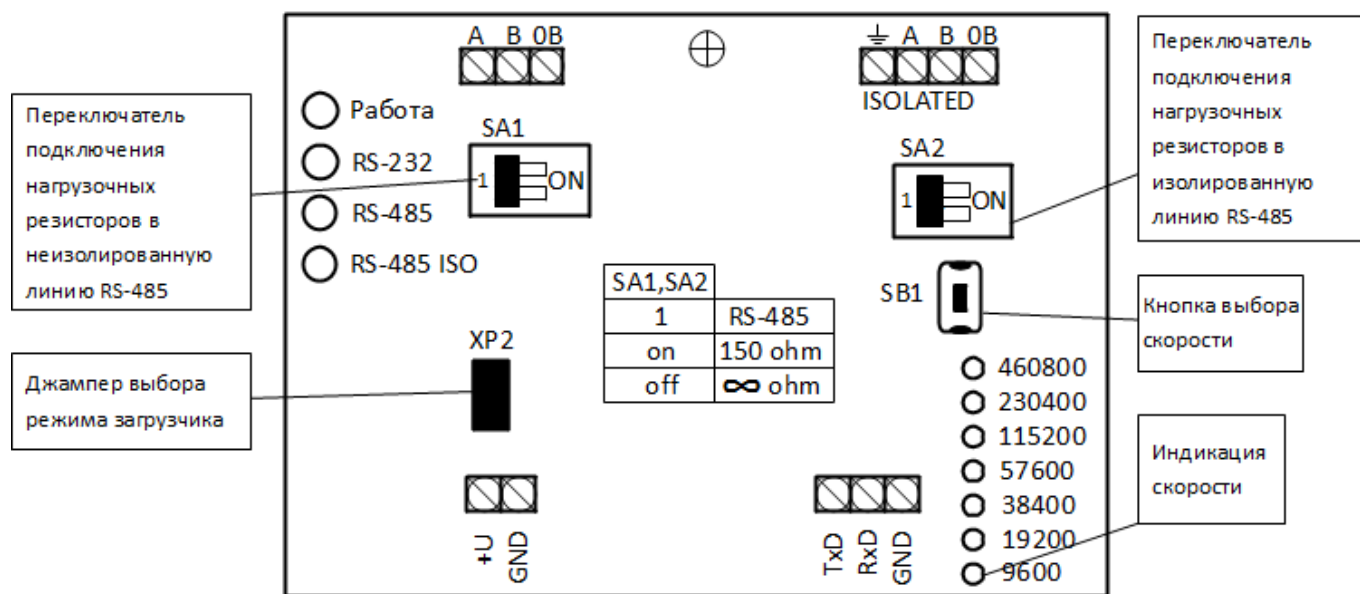 A B 0В
⏚ A B 0В
ISOLATED
Переключатель
подключения
нагрузочных
резисторов в
неизолированную
линию RS-485
Джампер выбора
режима загрузчика
Работа
RS-232
RS-485
RS-485 ISO
SA1
1 ON
XP2
+U
GND
SA1,SA2
1 RS-485
on 150 ohm
off ∞ ohm
SA2
1 ON
SB1
460800
230400
115200
57600
38400
19200
9600
TxD
RxD
GND
Переключатель
подключения
нагрузочных
резисторов в
изолированную
линию RS-485
Кнопка выбора
скорости
Индикация
скорости